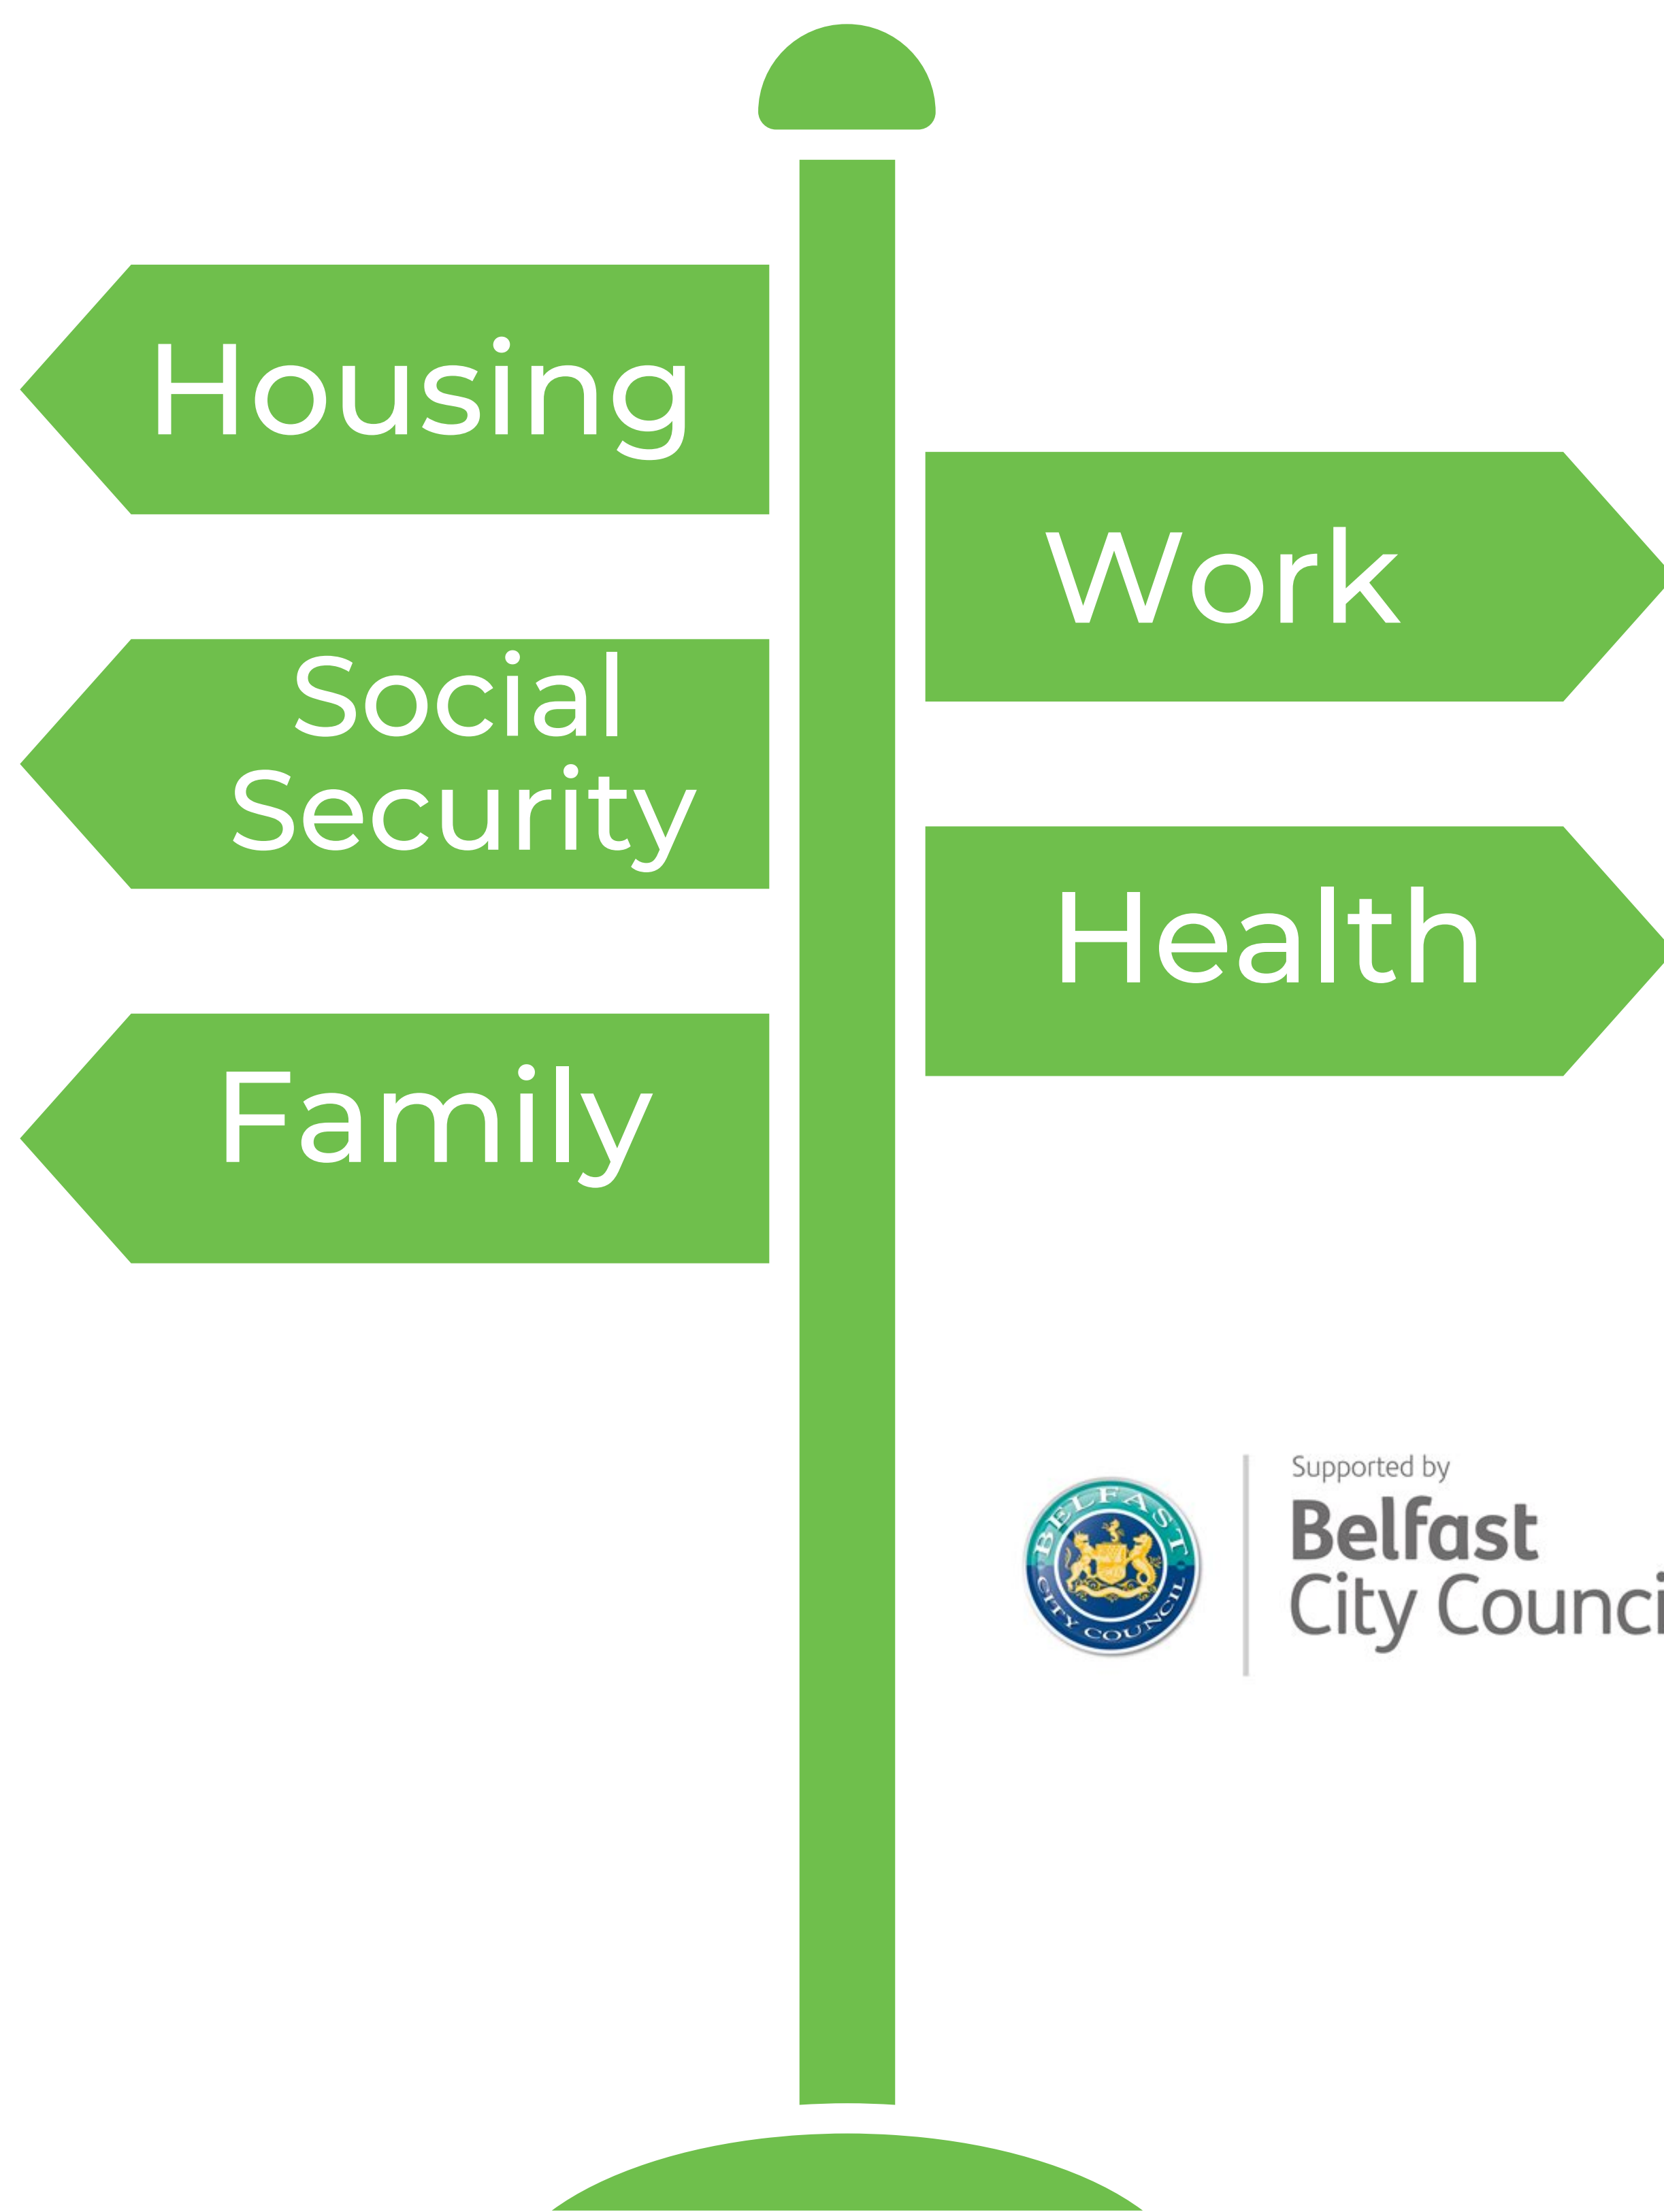 Housing
Work
Social
Security
Health
Family
Supported by
Belfast
City Counci
BELFAST
CITY COUNCIL